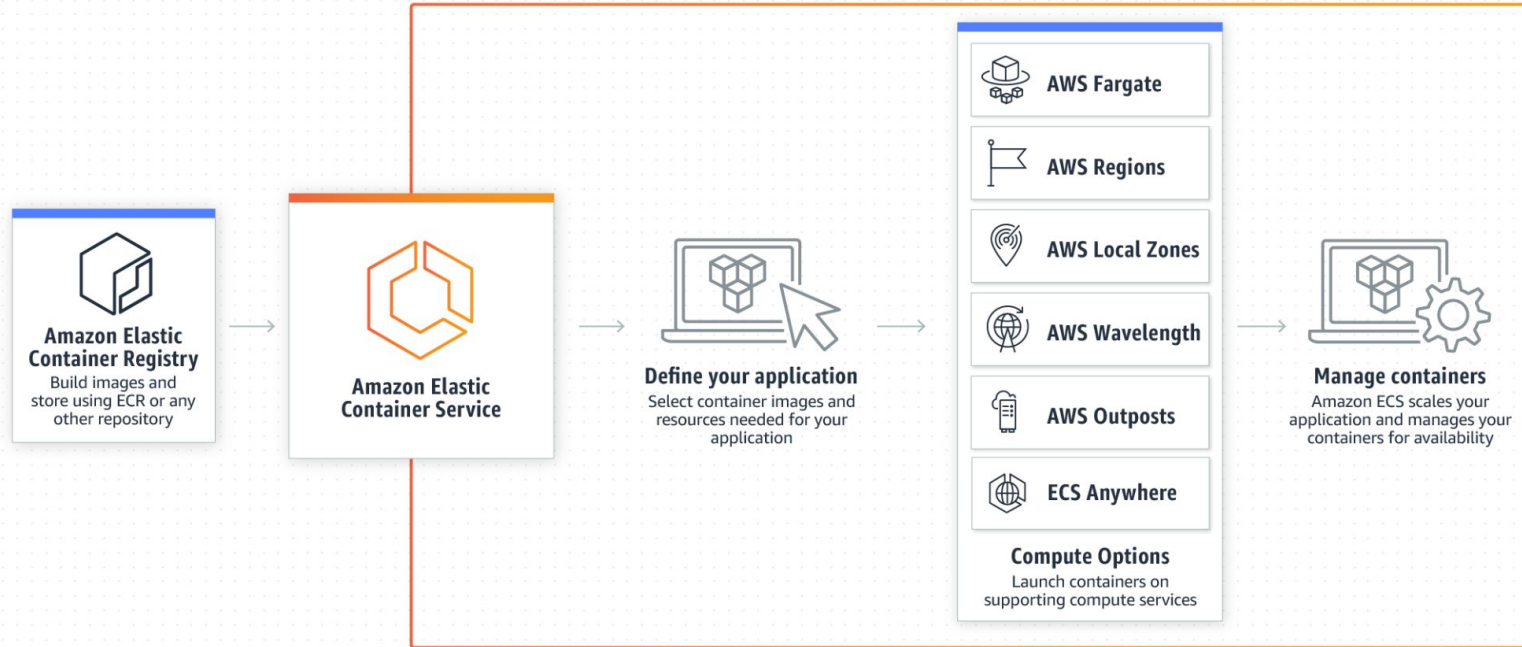 Amazon Elastic
Container Registry
Build images and
store using ECR or any
other repository
Amazon Elastic
Container Service
Define your application
Select container images and
resources needed for your
application
AWS Fargate
AWS Regions
AWS Local Zones
AWS Wavelength
AWS Outposts
ECS Anywhere
Compute Options
Launch containers on
supporting compute services
Manage containers
Amazon ECS scales your
application and manages your
containers for availability